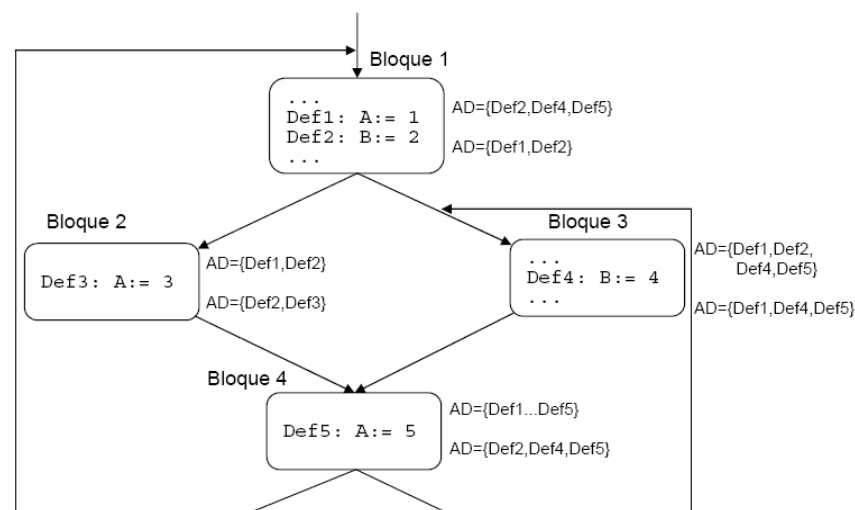 Bloque 1
...
Def1: A:= 1
Def2: B:= 2
...
AD={Def2,Def4,Def5}
AD={Def1,Def2}
Bloque 2
Def3: A:= 3
AD={Def1,Def2}
AD={Def2,Def3}
Bloque 3
...
Def4: B:= 4
...
AD={Def1,Def2,
Def4,Def5}
AD={Def1,Def4,Def5}
Bloque 4
Def5: A:= 5
AD={Def1...Def5}
AD={Def2,Def4,Def5}